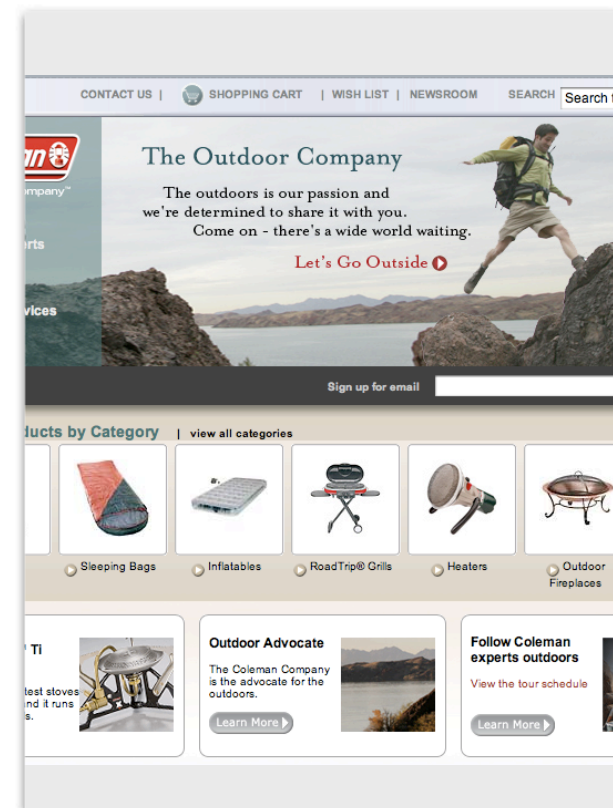 CONTACT US | SHOPPING CART | WISH LIST | NEWSROOM SEARCH Search
The Outdoor Company
The outdoors is our passion and
we're determined to share it with you.
Come on - there's a wide world waiting.
Let's Go Outside
Sign up for email
Products by Category | view all categories
Sleeping Bags
Inflatables
RoadTrip® Grills
Heaters
Outdoor
Fireplaces
Ti
test stoves
nd it runs
s.
Outdoor Advocate
The Coleman Company
is the advocate for the
outdoors.
Learn More
Follow Coleman
experts outdoors
View the tour schedule
Learn More